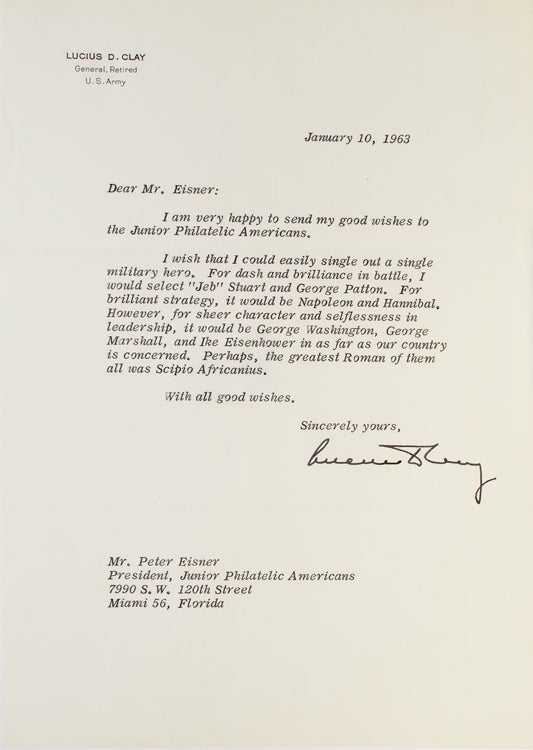 LUCIUS D. CLAY
General, Retired
U. S. Army
January 10, 1963
Dear Mr. Eisner:
I am very happy to send my good wishes to
the Junior Philatelic Americans.
I wish that I could easily single out a single
military hero. For dash and brilliance in battle, I
would select "Jeb" Stuart and George Patton. For
brilliant strategy, it would be Napoleon and Hannibal.
However, for sheer character and selflessness in
leadership, it would be George Washington, George
Marshall, and Ike Eisenhower in as far as our country
is concerned. Perhaps, the greatest Roman of them
all was Scipio Africanius.
With all good wishes.
Sincerely yours,
Lucius D Clay
Mr. Peter Eisner
President, Junior Philatelic Americans
7990 S. W. 120th Street
Miami 56, Florida